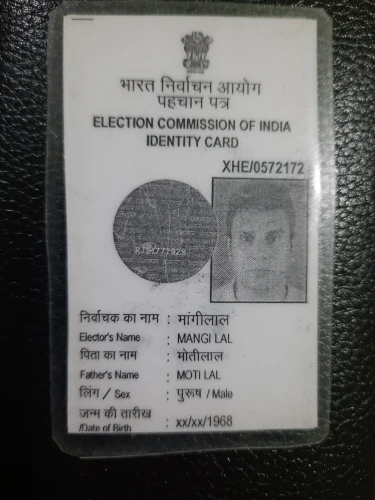 भारत निर्वाचन आयोग
पहचान पत्र
ELECTION COMMISSION OF INDIA
IDENTITY CARD
XHE/0572172
निर्वाचक का नाम : मांगीलाल
Elector's Name : MANGI LAL
पिता का नाम : मोतीलाल
Father's Name : MOTI LAL
लिंग / Sex : पुरूष / Male
जन्म की तारीख : xx/xx/1968
/Date of Birth